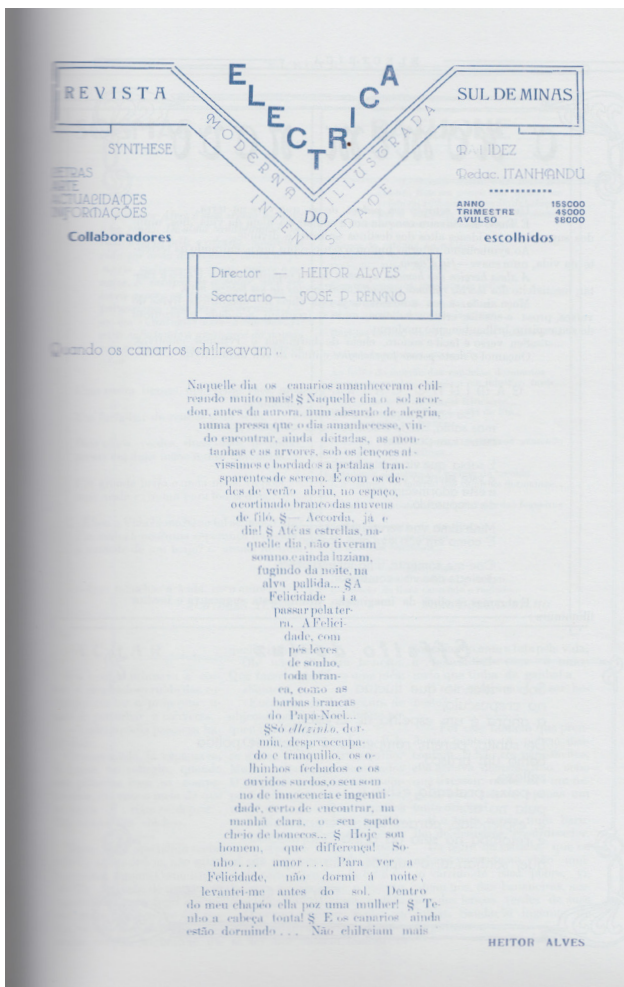 ELECTRICA
REVISTA
SUL DE MINAS
MODERNA ILLUSTRADA
INTENSIDADE
DO
SYNTHESE
LETRAS
ARTE
ACTUALIDADES
INFORMAÇÕES
Collaboradores
IDEZ
Redac. ITANHANDÚ
ANNO 15$000
TRIMESTRE 4$000
AVULSO $8000
escolhidos
Director — HEITOR ALVES
Secretario— JOSÉ P. RENNÓ
Quando os canarios chilreavam..
Naquelle dia os canarios amanheceram chil-
reando muito mais! § Naquelle dia o sol acor-
dou, antes da aurora, num absurdo de alegria,
numa pressa que o dia amanhecesse, vin-
do encontrar, ainda deitadas, as mon-
tanhas e as arvores, sob os lençoes al-
vissimos e bordados a petalas tran-
sparentes de sereno. E com os de-
dos de verão abriu, no espaço,
o cortinado branco das nuvens
de filó. §— Accorda, já e
dia! § Até as estrellas, na-
quelle dia, não tiveram
somno e ainda luziam,
fugindo da noite, na
alva pallida... §A
Felicidade i a
passar pela ter-
ra. A Felici-
dade, com
pés leves
de sonho,
toda bran-
ca, como as
barbas brancas
do Papá-Noel...
§Só ellezinho, dor-
mia, despreoccupa-
do e tranquillo, os o-
lhinhos fechados e os
ouvidos surdos,o seu som
no de innocencia e ingenui-
dade, certo de encontrar, na
manhã clara, o seu sapato
cheio de bonecos... § Hoje sou
homem, que differença! So-
nho... amor... Para ver a
Felicidade, não dormi á noite,
levantei-me antes do sol. Dentro
do meu chapéo ella poz uma mulher! § Te-
nho a cabeça tonta! § E os canarios ainda
estão dormindo... Não chilreiam mais
HEITOR ALVES